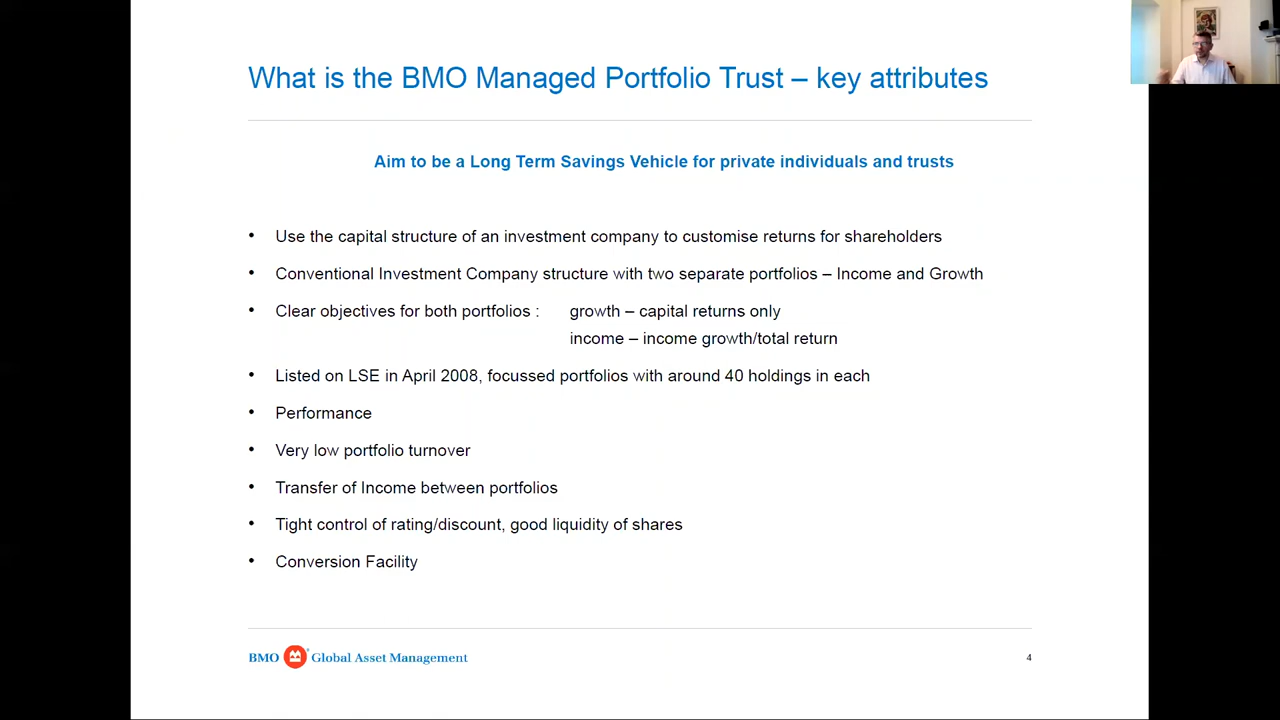 What is the BMO Managed Portfolio Trust – key attributes
Aim to be a Long Term Savings Vehicle for private individuals and trusts
• Use the capital structure of an investment company to customise returns for shareholders
• Conventional Investment Company structure with two separate portfolios – Income and Growth
• Clear objectives for both portfolios : growth – capital returns only
income – income growth/total return
• Listed on LSE in April 2008, focussed portfolios with around 40 holdings in each
• Performance
• Very low portfolio turnover
• Transfer of Income between portfolios
• Tight control of rating/discount, good liquidity of shares
• Conversion Facility
BMO Global Asset Management
4